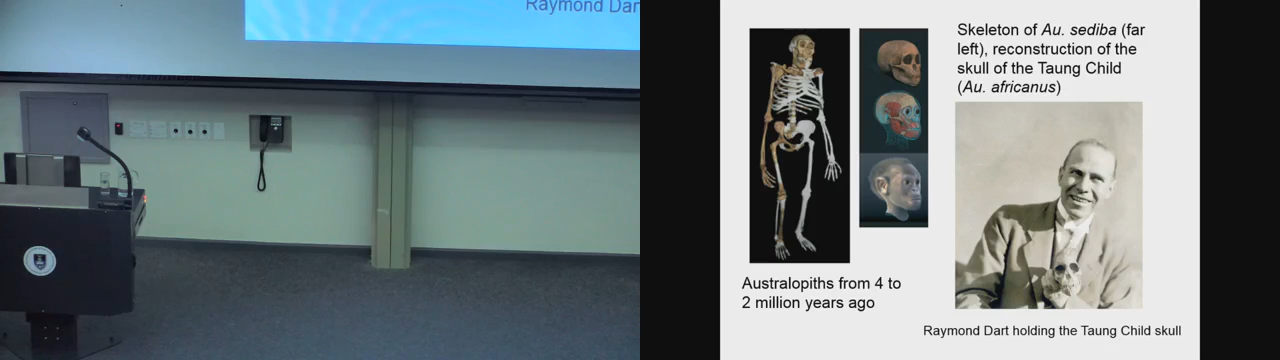 Raymond Dar
Skeleton of Au. sediba (far
left), reconstruction of the
skull of the Taung Child
(Au. africanus)
Australopiths from 4 to
2 million years ago
Raymond Dart holding the Taung Child skull